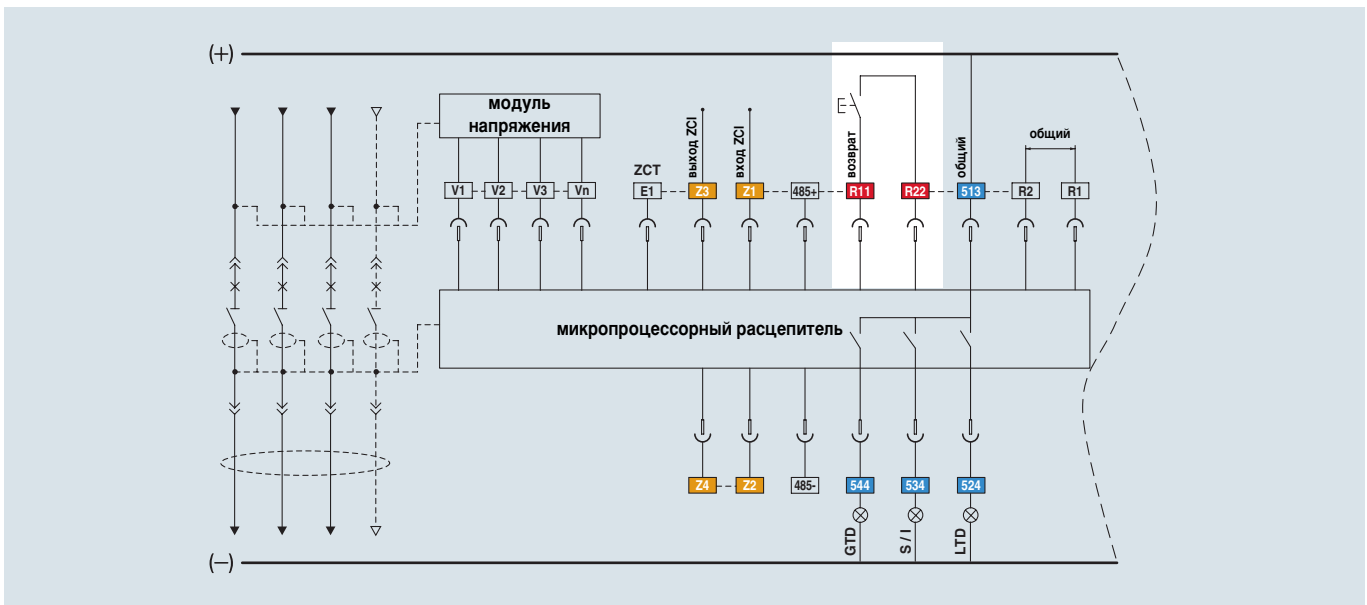 (+)
модуль
напряжения
ZCT
выход ZCI
вход ZCI
возврат
общий
общий
V1 V2 V3 Vn E1 Z3 Z1 485+ R11 R22 513 R2 R1
микропроцессорный расцепитель
Z4 Z2 485- 544 534 524
GTD
S / I
LTD
(—)